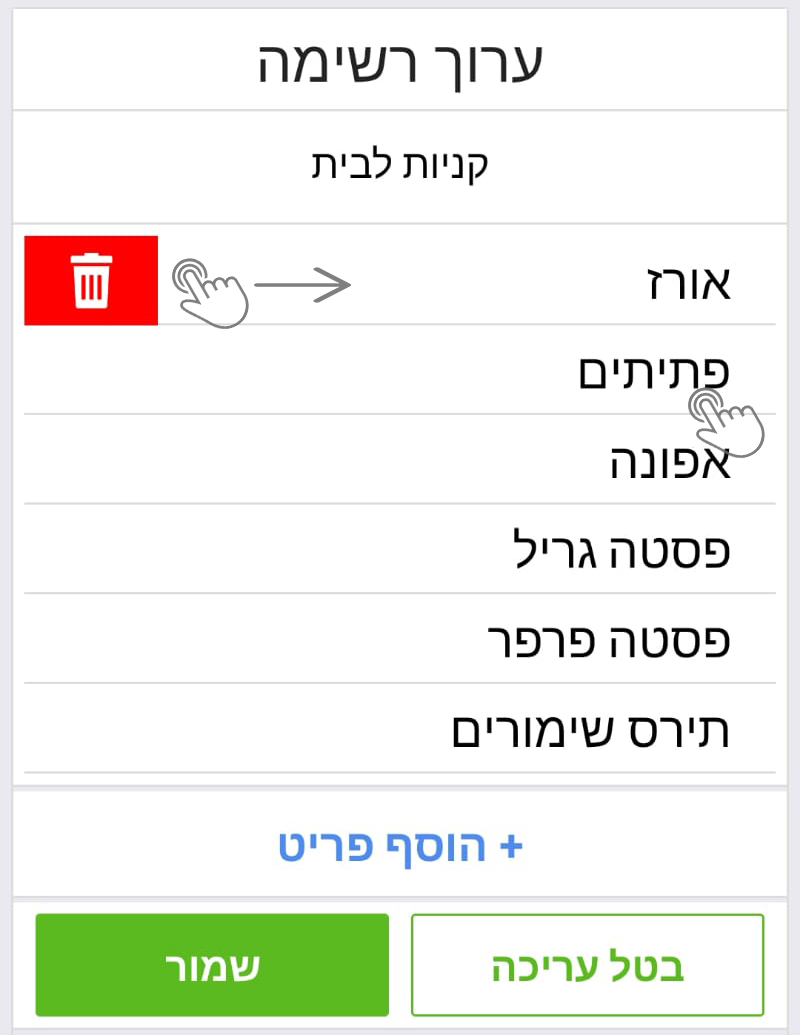 ערוך רשימה
קניות לבית
אורז
פתיתים
אפונה
פסטה גריל
פסטה פרפר
תירס שימורים
+ הוסף פריט
בטל עריכה
שמור